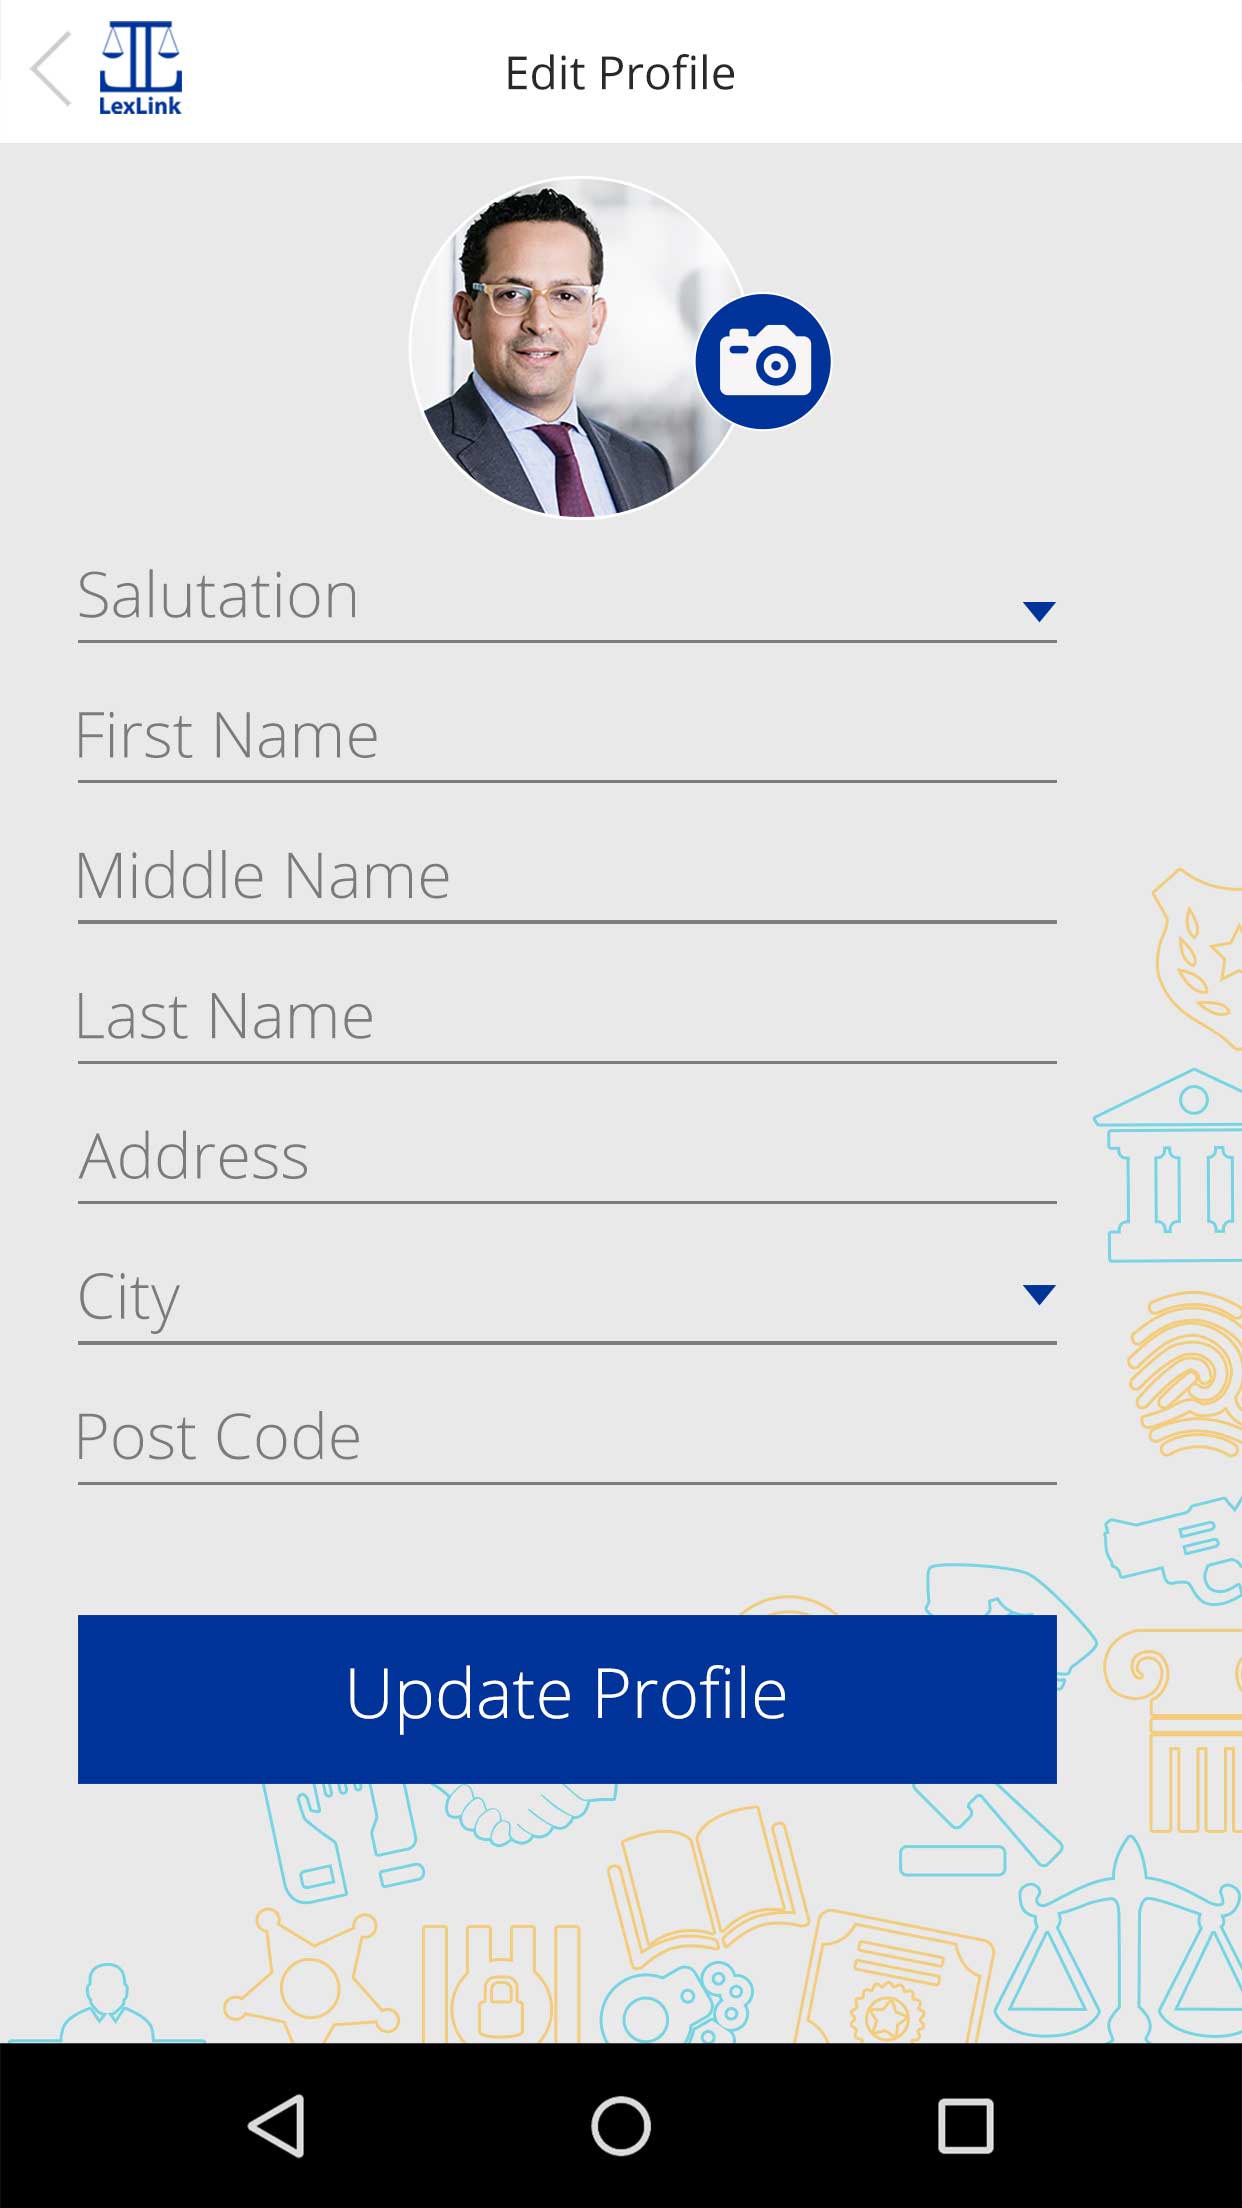 LexLink
Edit Profile
Salutation
First Name
Middle Name
Last Name
Address
City
Post Code
Update Profile